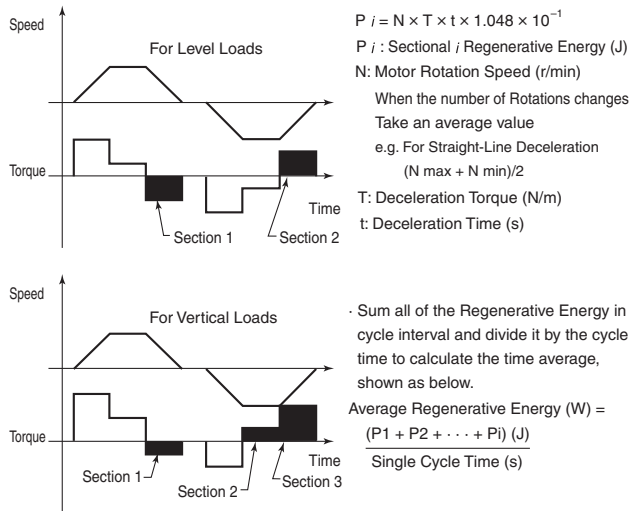 Speed
For Level Loads
Torque
Time
Section 1
Section 2
P i = N × T × t × 1.048 × 10⁻¹
P i : Sectional i Regenerative Energy (J)
N: Motor Rotation Speed (r/min)
When the number of Rotations changes
Take an average value
e.g. For Straight-Line Deceleration
(N max + N min)/2
T: Deceleration Torque (N/m)
t: Deceleration Time (s)
Speed
For Vertical Loads
Torque
Time
Section 1
Section 2
Section 3
· Sum all of the Regenerative Energy in
cycle interval and divide it by the cycle
time to calculate the time average,
shown as below.
Average Regenerative Energy (W) =
(P1 + P2 + · · · + Pi) (J)
Single Cycle Time (s)